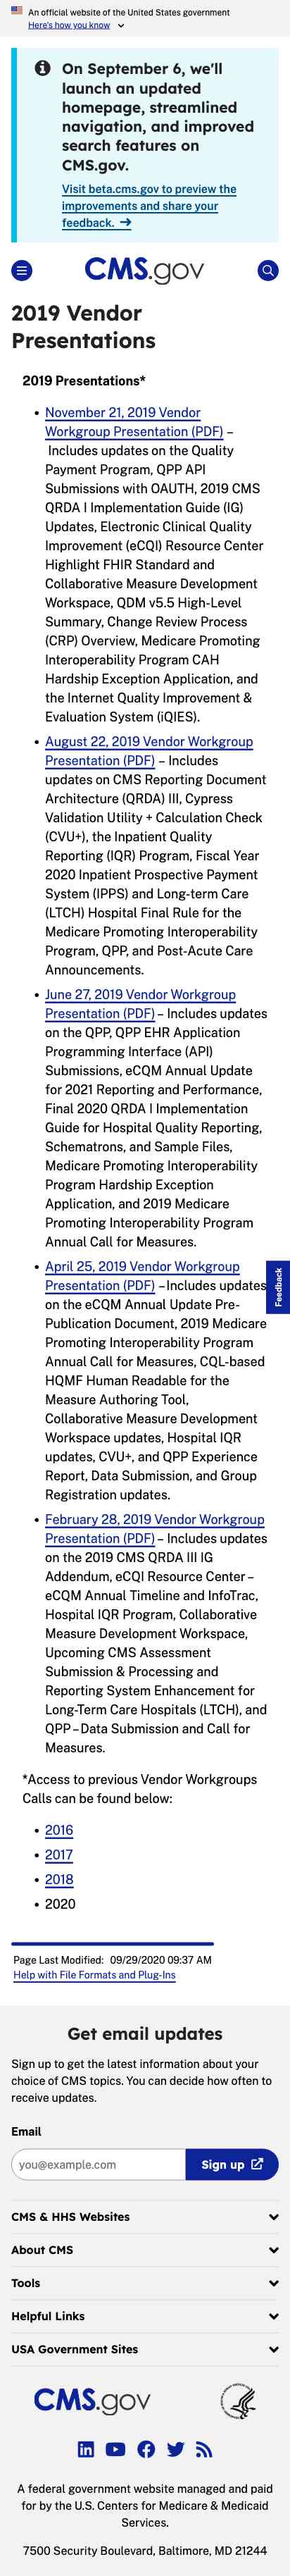 An official website of the United States government
Here's how you know
On September 6, we'll
launch an updated
homepage, streamlined
navigation, and improved
search features on
CMS.gov.
Visit beta.cms.gov to preview the
improvements and share your
feedback. →
CMS.gov
2019 Vendor
Presentations
2019 Presentations*
• November 21, 2019 Vendor
Workgroup Presentation (PDF) –
Includes updates on the Quality
Payment Program, QPP API
Submissions with OAUTH, 2019 CMS
QRDA I Implementation Guide (IG)
Updates, Electronic Clinical Quality
Improvement (eCQI) Resource Center
Highlight FHIR Standard and
Collaborative Measure Development
Workspace, QDM v5.5 High-Level
Summary, Change Review Process
(CRP) Overview, Medicare Promoting
Interoperability Program CAH
Hardship Exception Application, and
the Internet Quality Improvement &
Evaluation System (iQIES).
• August 22, 2019 Vendor Workgroup
Presentation (PDF) – Includes
updates on CMS Reporting Document
Architecture (QRDA) III, Cypress
Validation Utility + Calculation Check
(CVU+), the Inpatient Quality
Reporting (IQR) Program, Fiscal Year
2020 Inpatient Prospective Payment
System (IPPS) and Long-term Care
(LTCH) Hospital Final Rule for the
Medicare Promoting Interoperability
Program, QPP, and Post-Acute Care
Announcements.
• June 27, 2019 Vendor Workgroup
Presentation (PDF) – Includes updates
on the QPP, QPP EHR Application
Programming Interface (API)
Submissions, eCQM Annual Update
for 2021 Reporting and Performance,
Final 2020 QRDA I Implementation
Guide for Hospital Quality Reporting,
Schematrons, and Sample Files,
Medicare Promoting Interoperability
Program Hardship Exception
Application, and 2019 Medicare
Promoting Interoperability Program
Annual Call for Measures.
• April 25, 2019 Vendor Workgroup
Presentation (PDF) – Includes updates
on the eCQM Annual Update Pre-
Publication Document, 2019 Medicare
Promoting Interoperability Program
Annual Call for Measures, CQL-based
HQMF Human Readable for the
Measure Authoring Tool,
Collaborative Measure Development
Workspace updates, Hospital IQR
updates, CVU+, and QPP Experience
Report, Data Submission, and Group
Registration updates.
Feedback
• February 28, 2019 Vendor Workgroup
Presentation (PDF) – Includes updates
on the 2019 CMS QRDA III IG
Addendum, eCQI Resource Center –
eCQM Annual Timeline and InfoTrac,
Hospital IQR Program, Collaborative
Measure Development Workspace,
Upcoming CMS Assessment
Submission & Processing and
Reporting System Enhancement for
Long-Term Care Hospitals (LTCH), and
QPP – Data Submission and Call for
Measures.
*Access to previous Vendor Workgroups
Calls can be found below:
• 2016
• 2017
• 2018
• 2020
Page Last Modified: 09/29/2020 09:37 AM
Help with File Formats and Plug-Ins
Get email updates
Sign up to get the latest information about your
choice of CMS topics. You can decide how often to
receive updates.
Email
you@example.com
Sign up
CMS & HHS Websites
About CMS
Tools
Helpful Links
USA Government Sites
CMS.gov
A federal government website managed and paid
for by the U.S. Centers for Medicare & Medicaid
Services.
7500 Security Boulevard, Baltimore, MD 21244